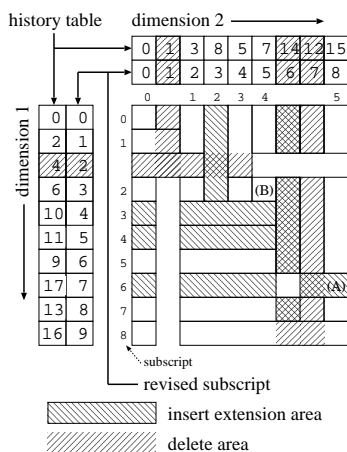 history table
dimension 2
0 1 3 8 5 7 14 12 15
0 1 2 3 4 5 6 7 8
0 1 2 3 4 5
dimension 1
0 0
2 1
4 2
6 3
10 4
11 5
9 6
17 7
13 8
16 9
0
1
2
3
4
5
6
7
8
(B)
(A)
subscript
revised subscript
insert extension area
delete area